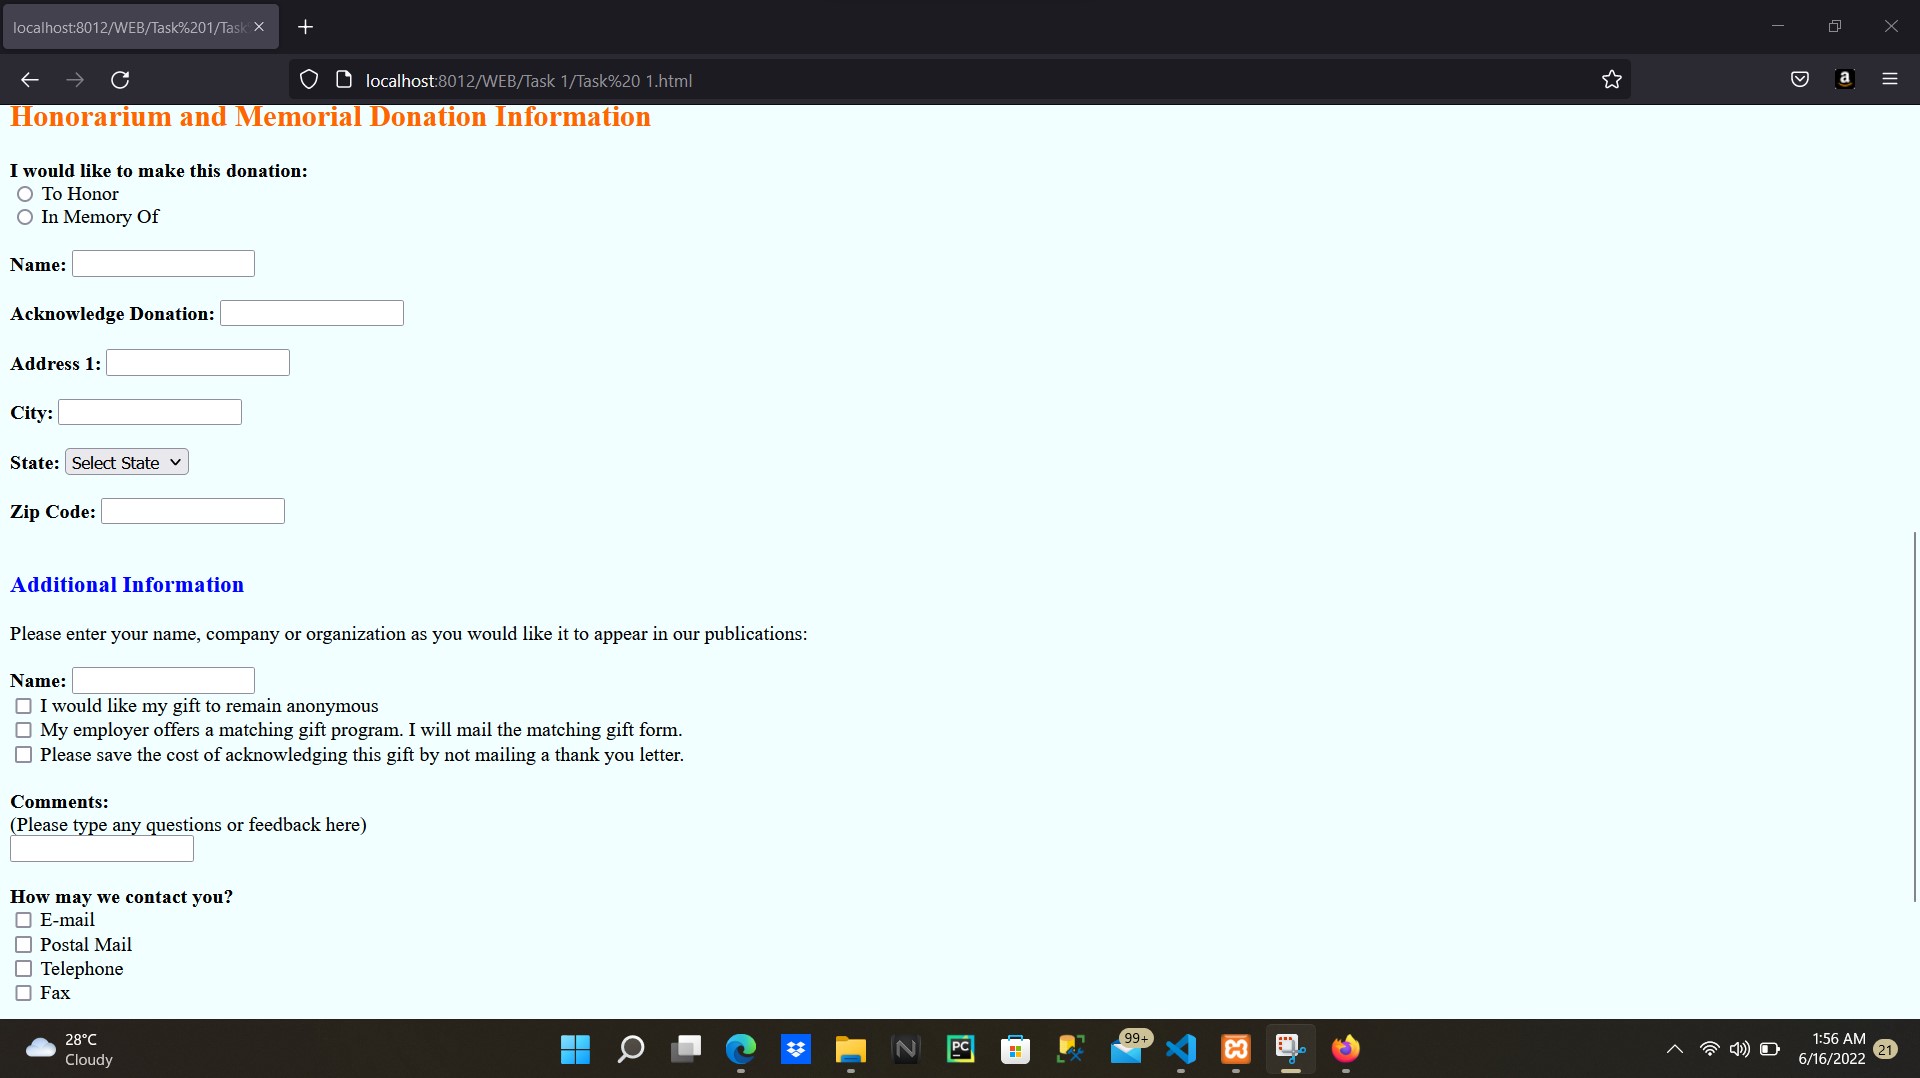 localhost:8012/WEB/Task%201/Task
localhost:8012/WEB/Task 1/Task%20 1.html
Honorarium and Memorial Donation Information
I would like to make this donation:
To Honor
In Memory Of
Name:
Acknowledge Donation:
Address 1:
City:
State: Select State
Zip Code:
Additional Information
Please enter your name, company or organization as you would like it to appear in our publications:
Name:
I would like my gift to remain anonymous
My employer offers a matching gift program. I will mail the matching gift form.
Please save the cost of acknowledging this gift by not mailing a thank you letter.
Comments:
(Please type any questions or feedback here)
How may we contact you?
E-mail
Postal Mail
Telephone
Fax
28°C
Cloudy
N
PC
99+
1:56 AM
6/16/2022
21